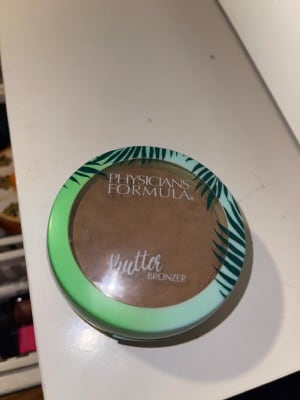 PHYSICIANS
FORMULA®
Butter
BRONZER